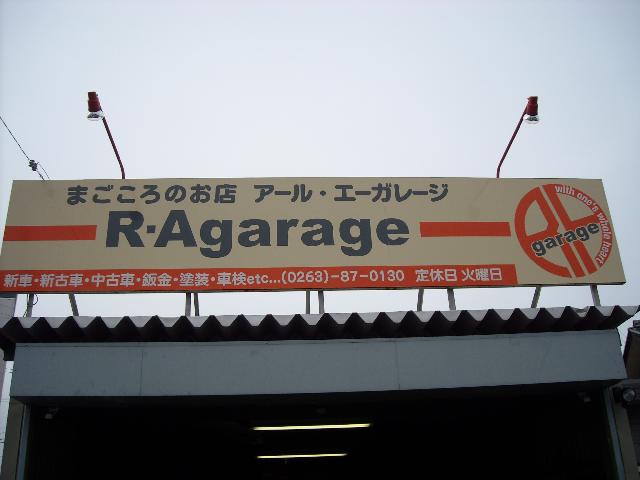 まごころのお店 アール・エーガレージ
R·Agarage
新車・新古車・中古車・鈑金・塗装・車検etc...(0263)-87-0130 定休日 火曜日
with one's whole heart
garage